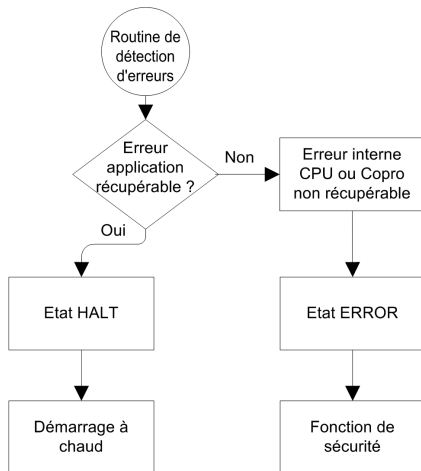 Routine de
détection
d'erreurs
Erreur
application
récupérable ?
Non
Erreur interne
CPU ou Copro
non récupérable
Oui
Etat HALT
Etat ERROR
Démarrage à
chaud
Fonction de
sécurité